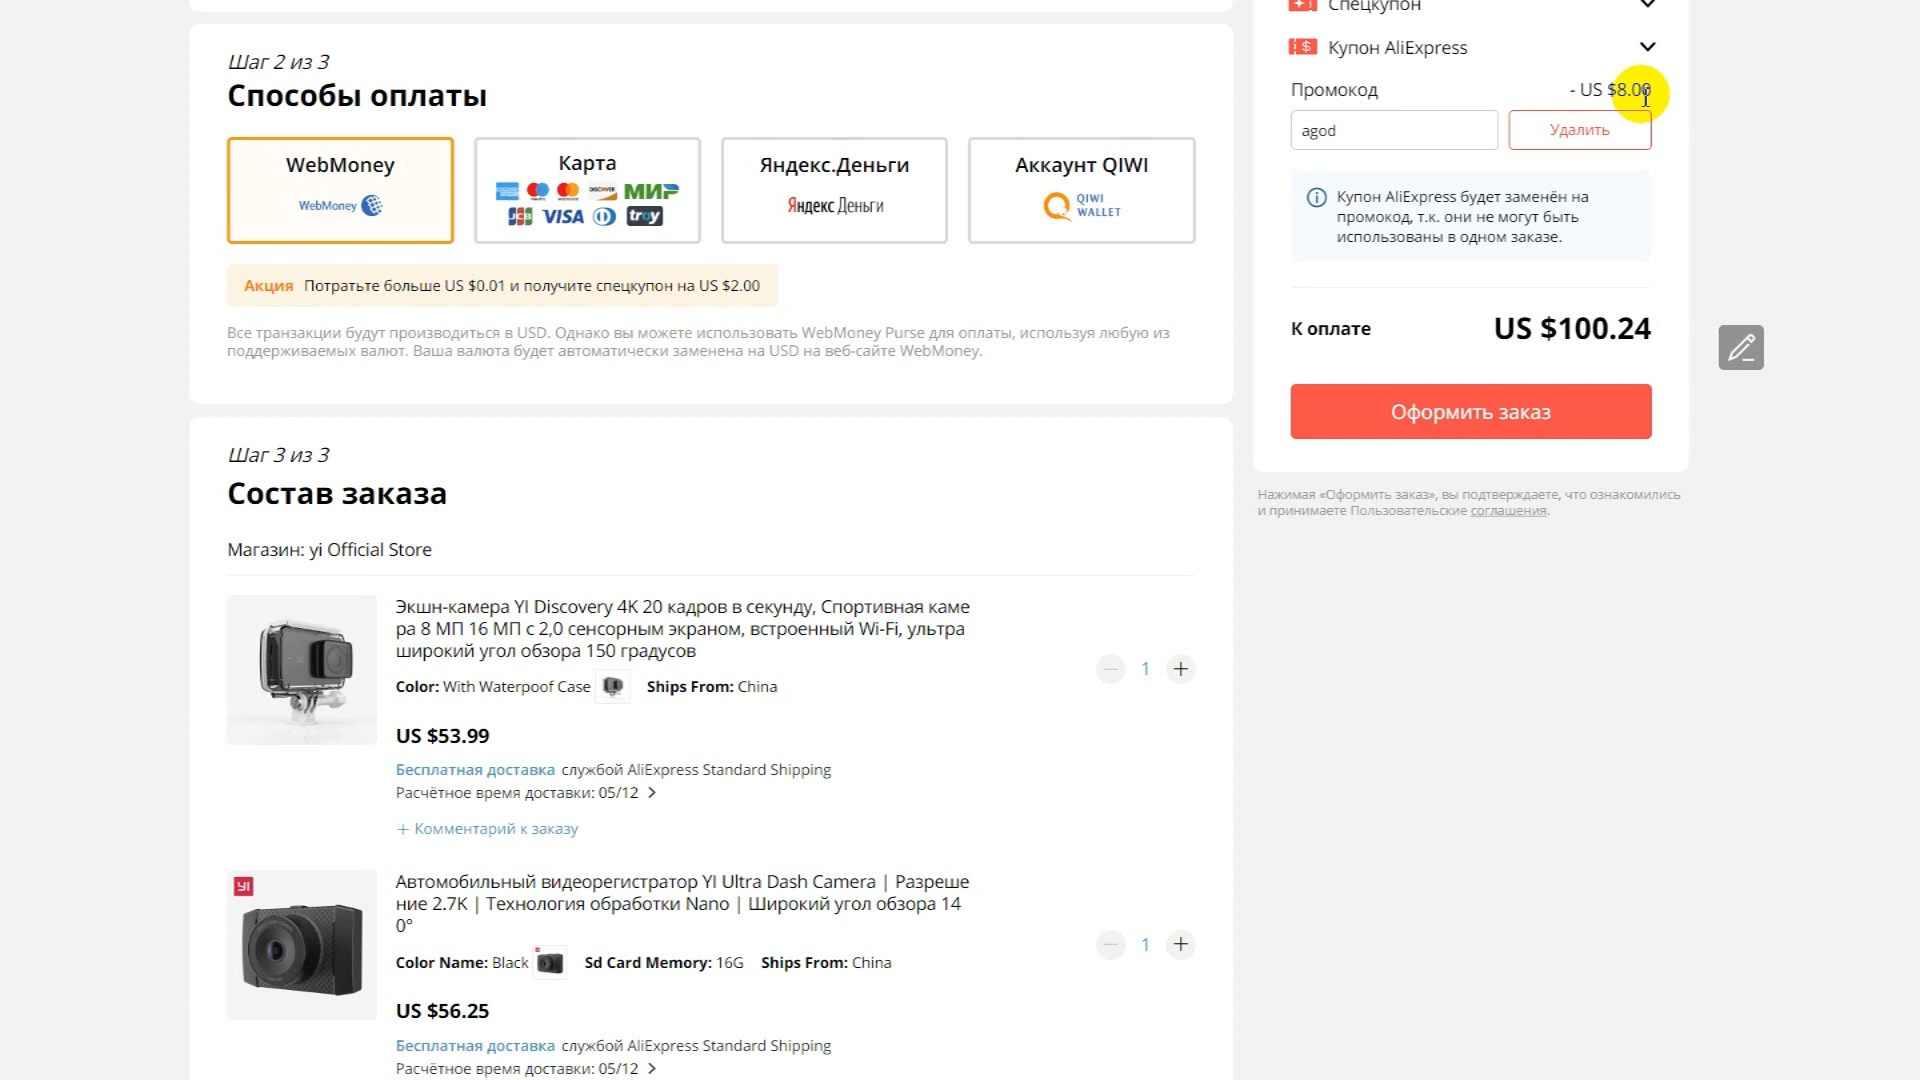 Шаг 2 из 3
Способы оплаты
WebMoney
WebMoney
Карта
AMERICAN EXPRESS maestro mastercard DISCOVER МИР
JCB VISA troy
Яндекс.Деньги
Яндекс Деньги
Аккаунт QIWI
QIWI
WALLET
Акция Потратьте больше US $0.01 и получите спецкупон на US $2.00
Все транзакции будут производиться в USD. Однако вы можете использовать WebMoney Purse для оплаты, используя любую из
поддерживаемых валют. Ваша валюта будет автоматически заменена на USD на веб-сайте WebMoney.
Шаг 3 из 3
Состав заказа
Магазин: yi Official Store
Экшн-камера YI Discovery 4K 20 кадров в секунду, Спортивная каме
ра 8 МП 16 МП с 2,0 сенсорным экраном, встроенный Wi-Fi, ультра
широкий угол обзора 150 градусов
Color: With Waterpoof Case Ships From: China
1
US $53.99
Бесплатная доставка службой AliExpress Standard Shipping
Расчётное время доставки: 05/12
+ Комментарий к заказу
YI
Автомобильный видеорегистратор YI Ultra Dash Camera | Разреше
ние 2.7K | Технология обработки Nano | Широкий угол обзора 14
0°
Color Name: Black Sd Card Memory: 16G Ships From: China
1
US $56.25
Бесплатная доставка службой AliExpress Standard Shipping
Расчётное время доставки: 05/12
Спецкупон
Купон AliExpress
Промокод - US $8.00
agod Удалить
Купон AliExpress будет заменён на
промокод, т.к. они не могут быть
использованы в одном заказе.
К оплате US $100.24
Оформить заказ
Нажимая «Оформить заказ», вы подтверждаете, что ознакомились
и принимаете Пользовательские соглашения.